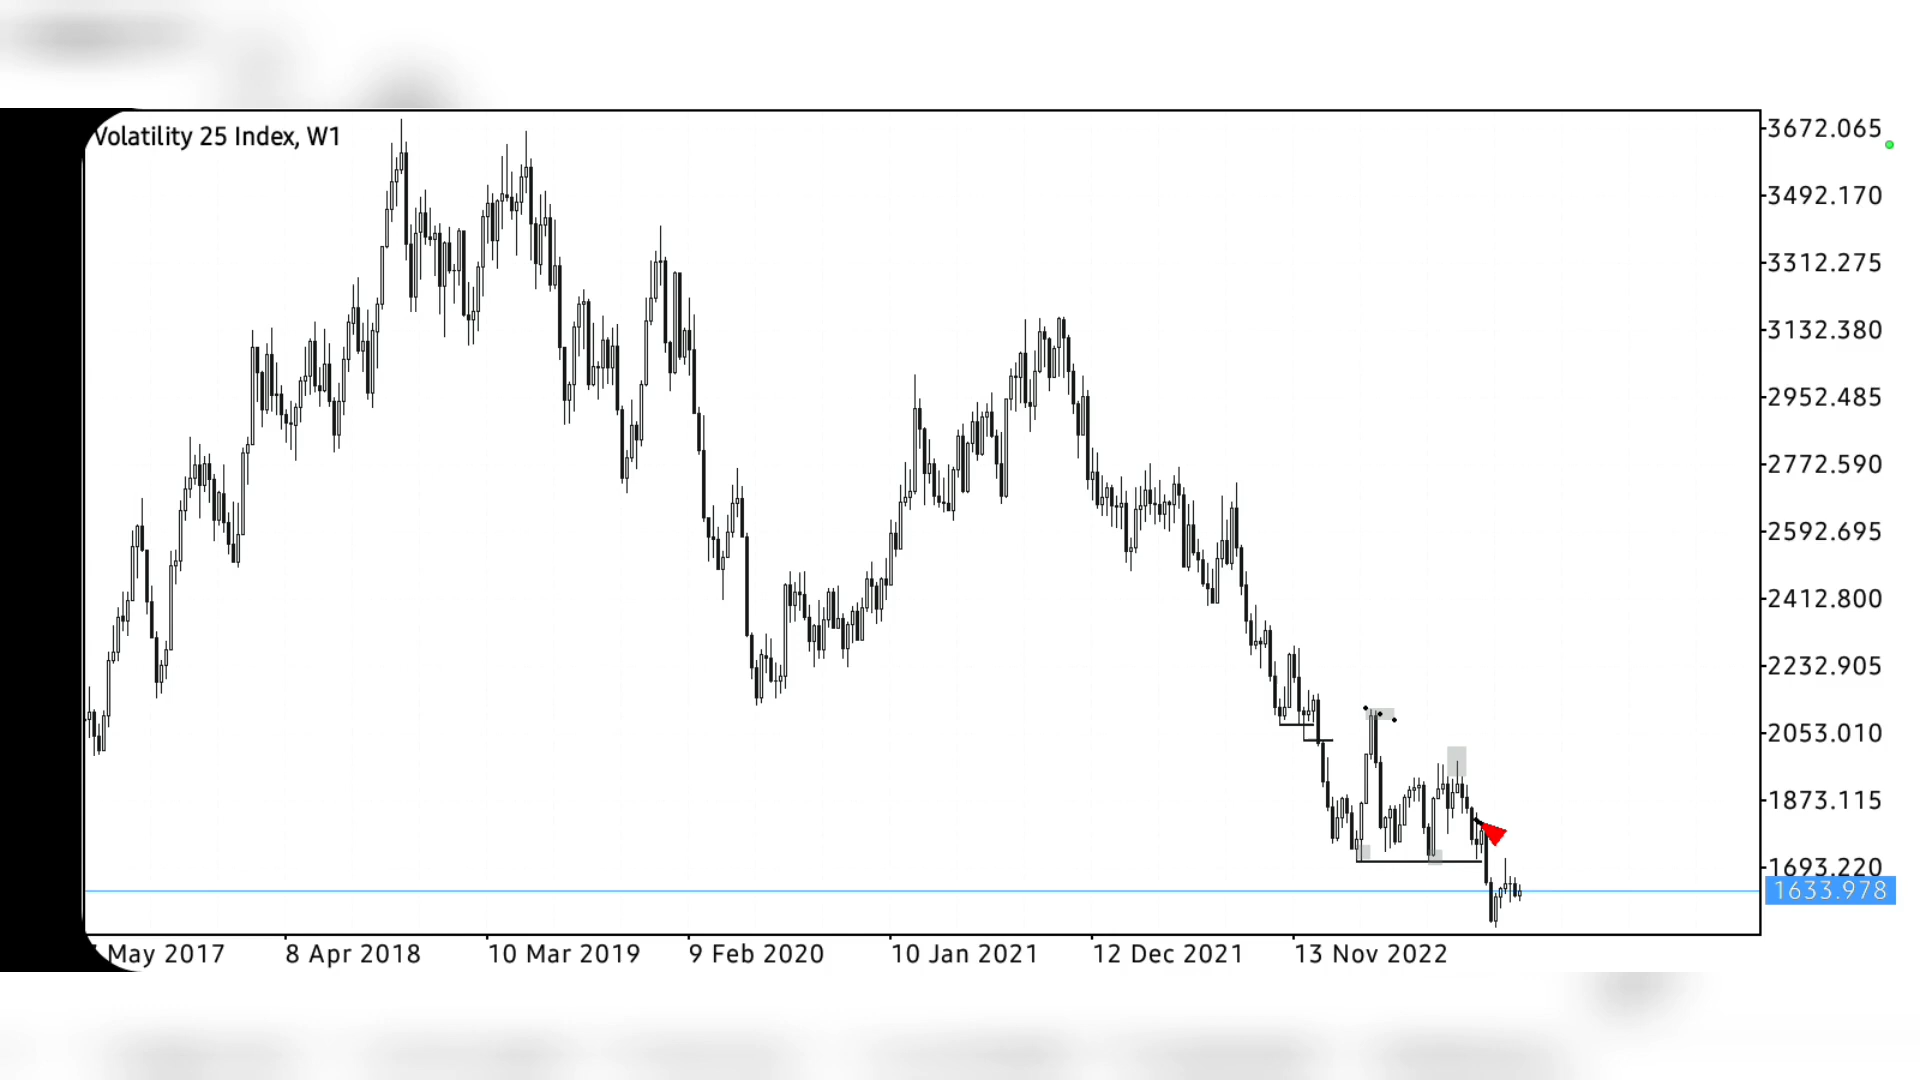 Volatility 25 Index, W1
3672.065
3492.170
3312.275
3132.380
2952.485
2772.590
2592.695
2412.800
2232.905
2053.010
1873.115
1693.220
1633.978
May 2017
8 Apr 2018
10 Mar 2019
9 Feb 2020
10 Jan 2021
12 Dec 2021
13 Nov 2022